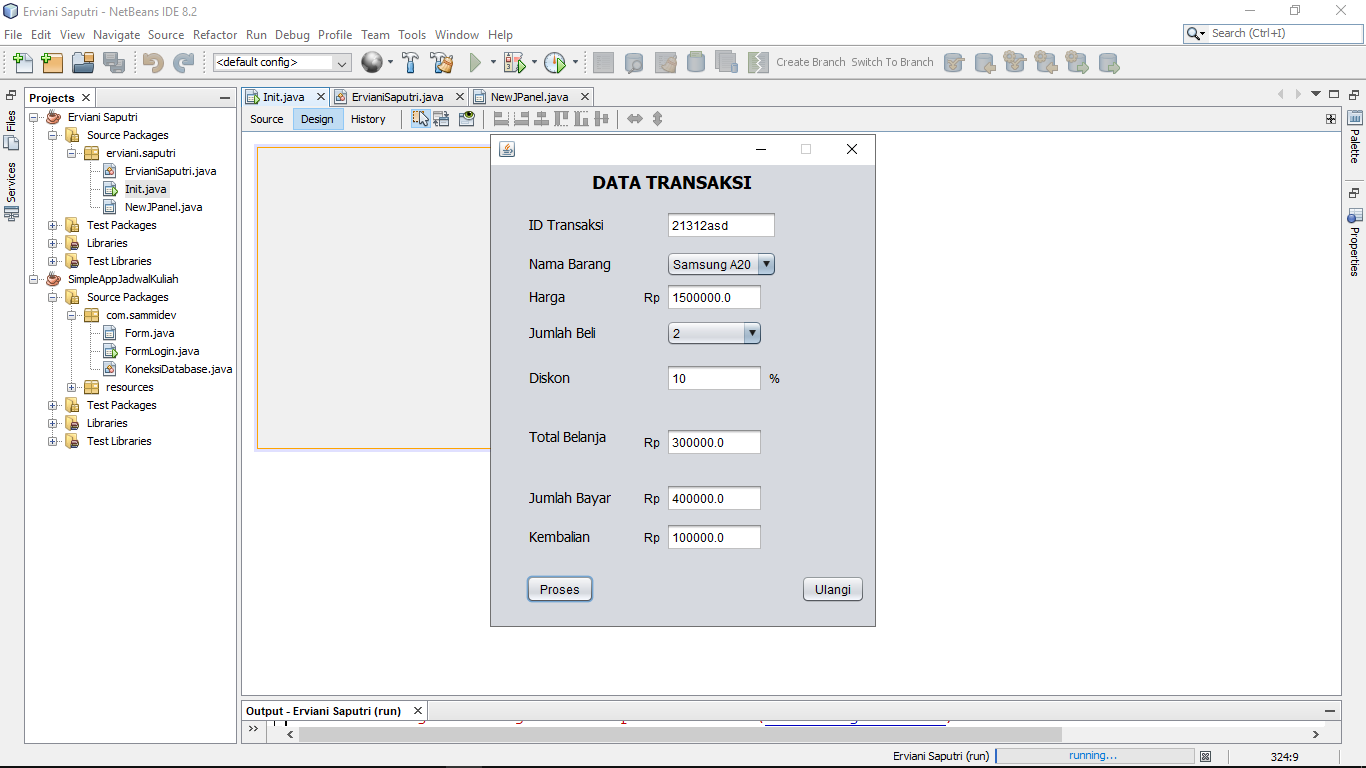 Erviani Saputri - NetBeans IDE 8.2
File Edit View Navigate Source Refactor Run Debug Profile Team Tools Window Help
Search (Ctrl+I)
<default config>
Create Branch Switch To Branch
Files
Services
Projects
Erviani Saputri
Source Packages
erviani.saputri
ErvianiSaputri.java
Init.java
NewJPanel.java
Test Packages
Libraries
Test Libraries
SimpleAppJadwalKuliah
Source Packages
com.sammidev
Form.java
FormLogin.java
KoneksiDatabase.java
resources
Test Packages
Libraries
Test Libraries
Init.java ErvianiSaputri.java NewJPanel.java
Source Design History
DATA TRANSAKSI
ID Transaksi 21312asd
Nama Barang Samsung A20
Harga Rp 1500000.0
Jumlah Beli 2
Diskon 10 %
Total Belanja Rp 300000.0
Jumlah Bayar Rp 400000.0
Kembalian Rp 100000.0
Proses Ulangi
Palette
Properties
Output - Erviani Saputri (run)
Erviani Saputri (run) running... 324:9